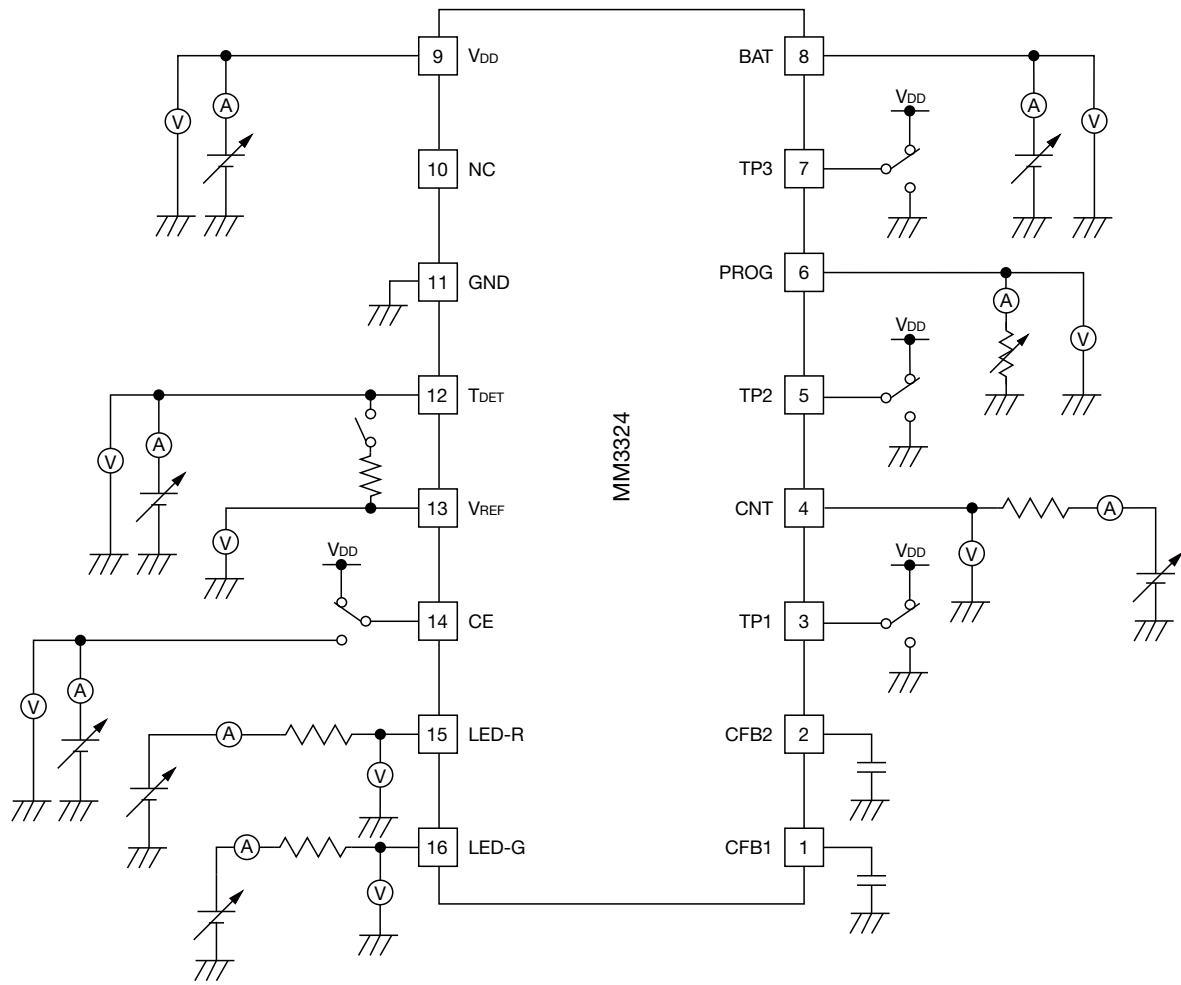 9 VDD
V
A
10 NC
11 GND
12 TDET
V
A
13 VREF
V
VDD
14 CE
V
A
15 LED-R
A
V
16 LED-G
A
V
MM3324
BAT 8
A
V
VDD
TP3 7
PROG 6
A
V
VDD
TP2 5
CNT 4
A
V
VDD
TP1 3
CFB2 2
CFB1 1